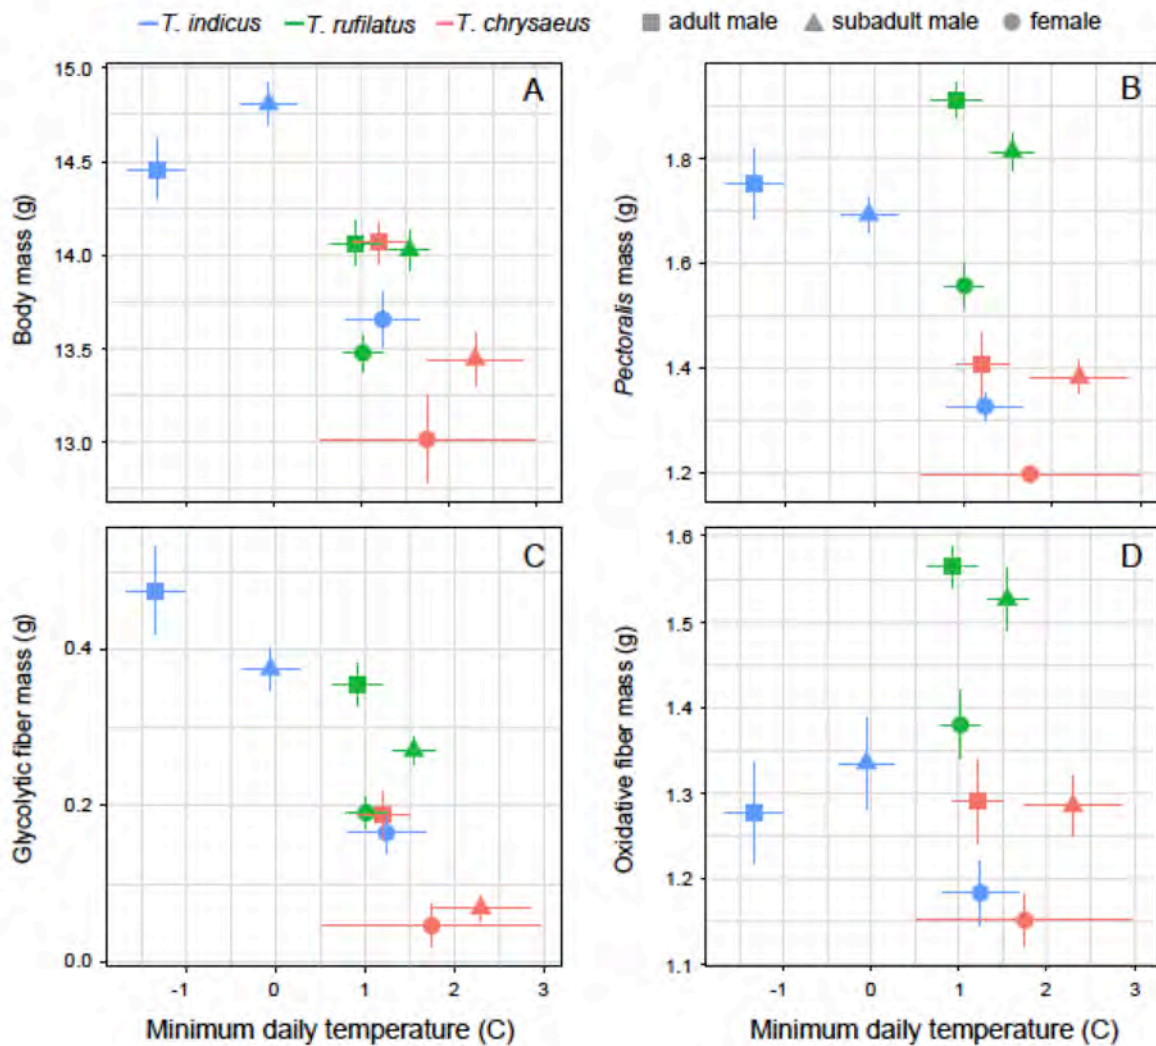 T. indicus T. rufilatus T. chrysaeus adult male subadult male female
A
15.0
14.5
14.0
13.5
13.0
Body mass (g)
B
1.8
1.6
1.4
1.2
Pectoralis mass (g)
C
0.4
0.2
0.0
Glycolytic fiber mass (g)
-1 0 1 2 3
Minimum daily temperature (C)
D
1.6
1.5
1.4
1.3
1.2
1.1
Oxidative fiber mass (g)
-1 0 1 2 3
Minimum daily temperature (C)